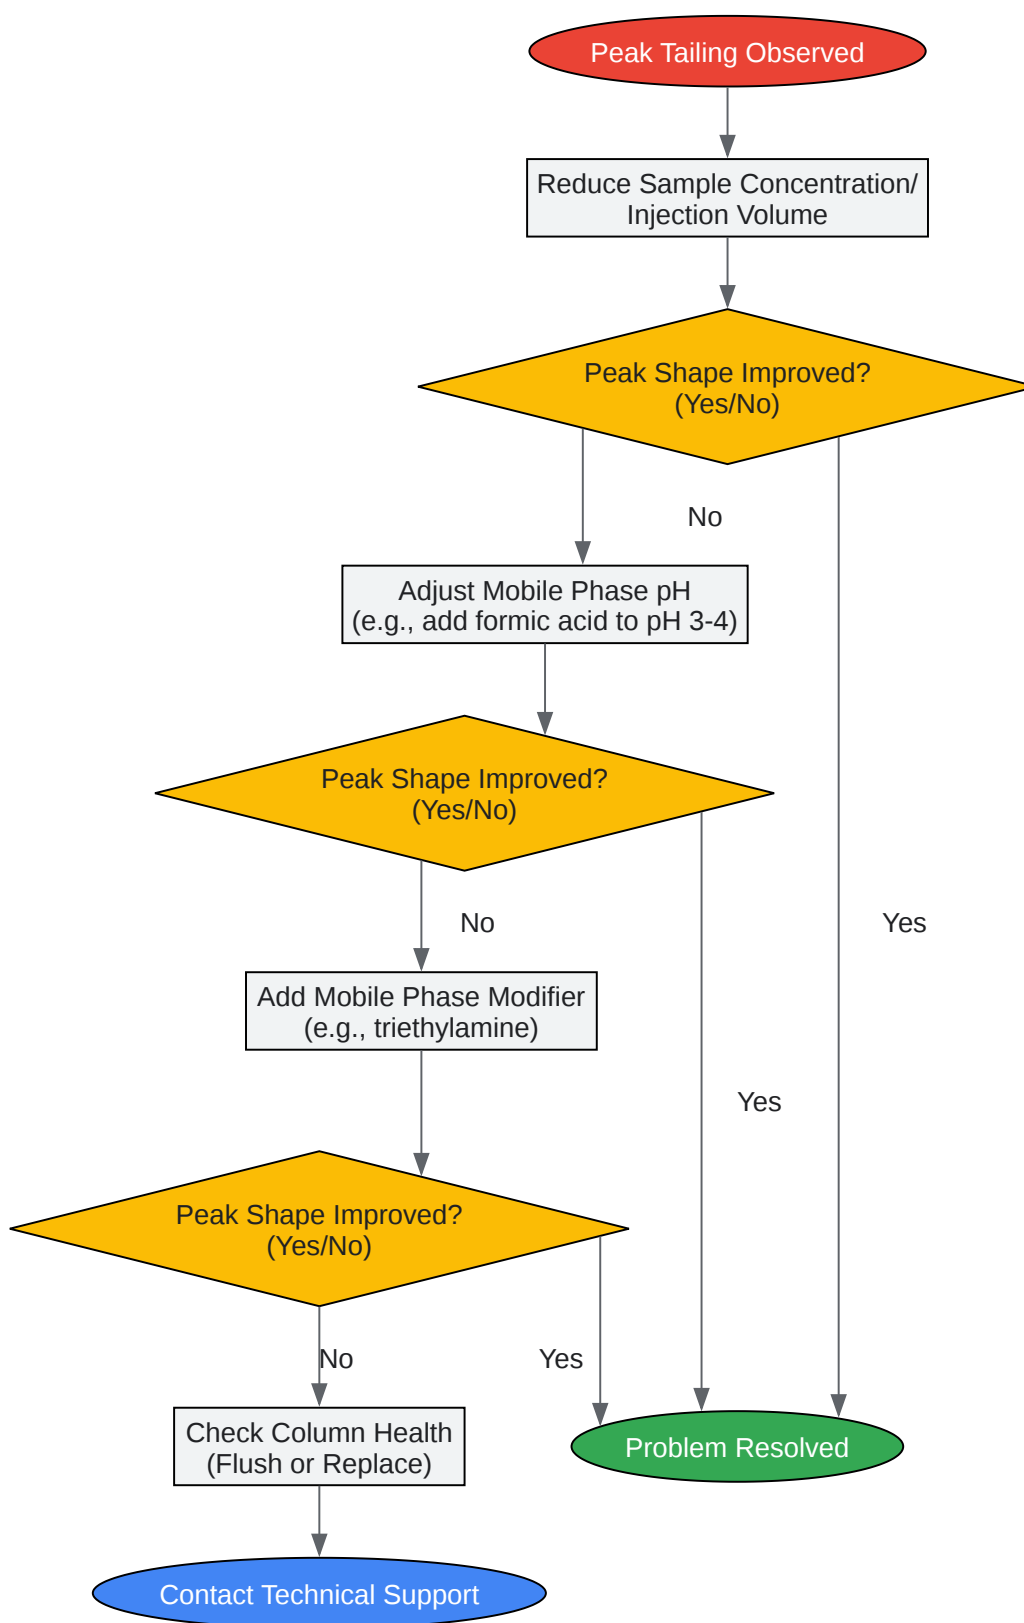 Peak Tailing Observed
Reduce Sample Concentration/
Injection Volume
Peak Shape Improved?
(Yes/No)
No
Adjust Mobile Phase pH
(e.g., add formic acid to pH 3-4)
Peak Shape Improved?
(Yes/No)
No
Yes
Add Mobile Phase Modifier
(e.g., triethylamine)
Yes
Peak Shape Improved?
(Yes/No)
No
Yes
Check Column Health
(Flush or Replace)
Problem Resolved
Contact Technical Support